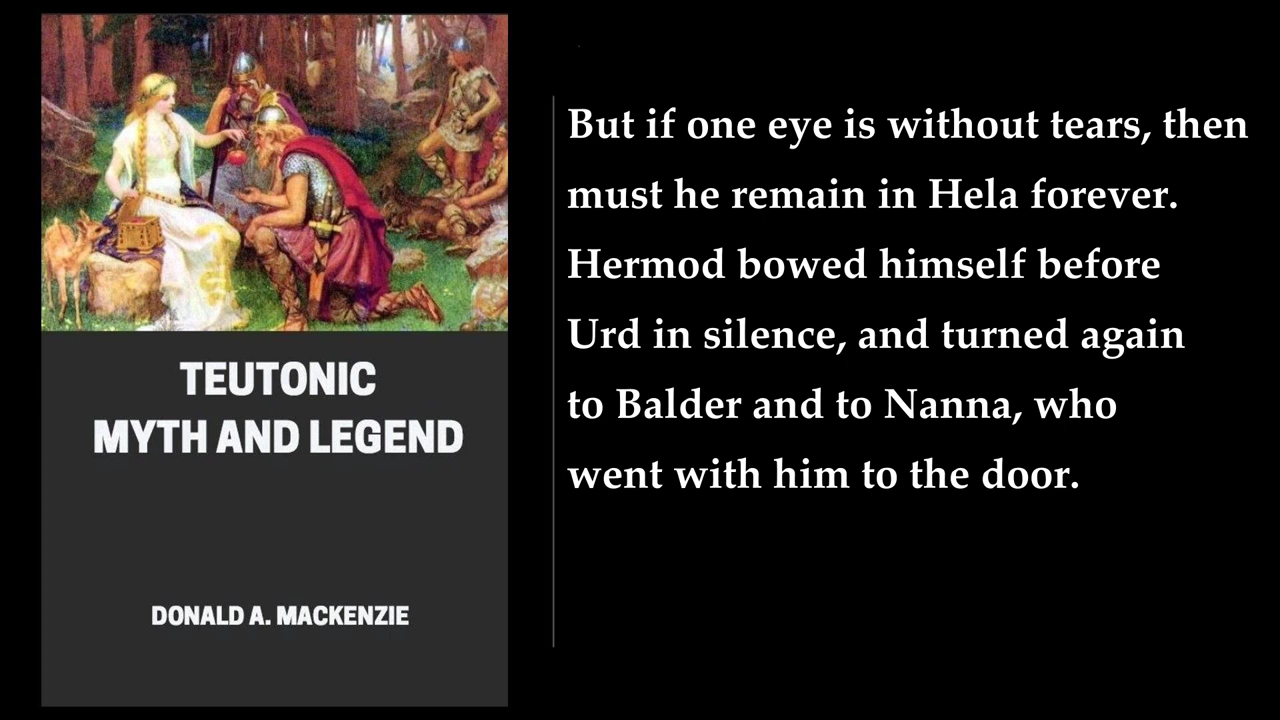 TEUTONIC
MYTH AND LEGEND
DONALD A. MACKENZIE
But if one eye is without tears, then
must he remain in Hela forever.
Hermod bowed himself before
Urd in silence, and turned again
to Balder and to Nanna, who
went with him to the door.